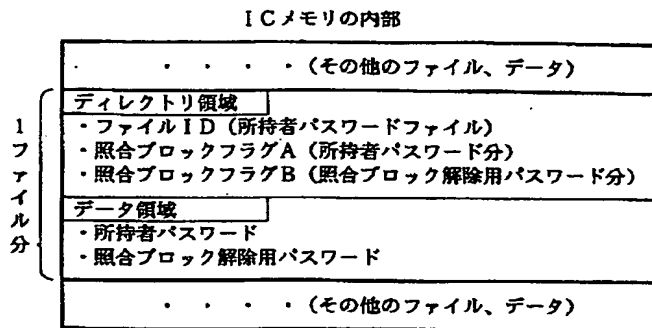 ICメモリの内部
・・・・(その他のファイル、データ)
1ファイル分
ディレクトリ領域
・ファイルID(所持者パスワードファイル)
・照合ブロックフラグA(所持者パスワード分)
・照合ブロックフラグB(照合ブロック解除用パスワード分)
データ領域
・所持者パスワード
・照合ブロック解除用パスワード
・・・・(その他のファイル、データ)